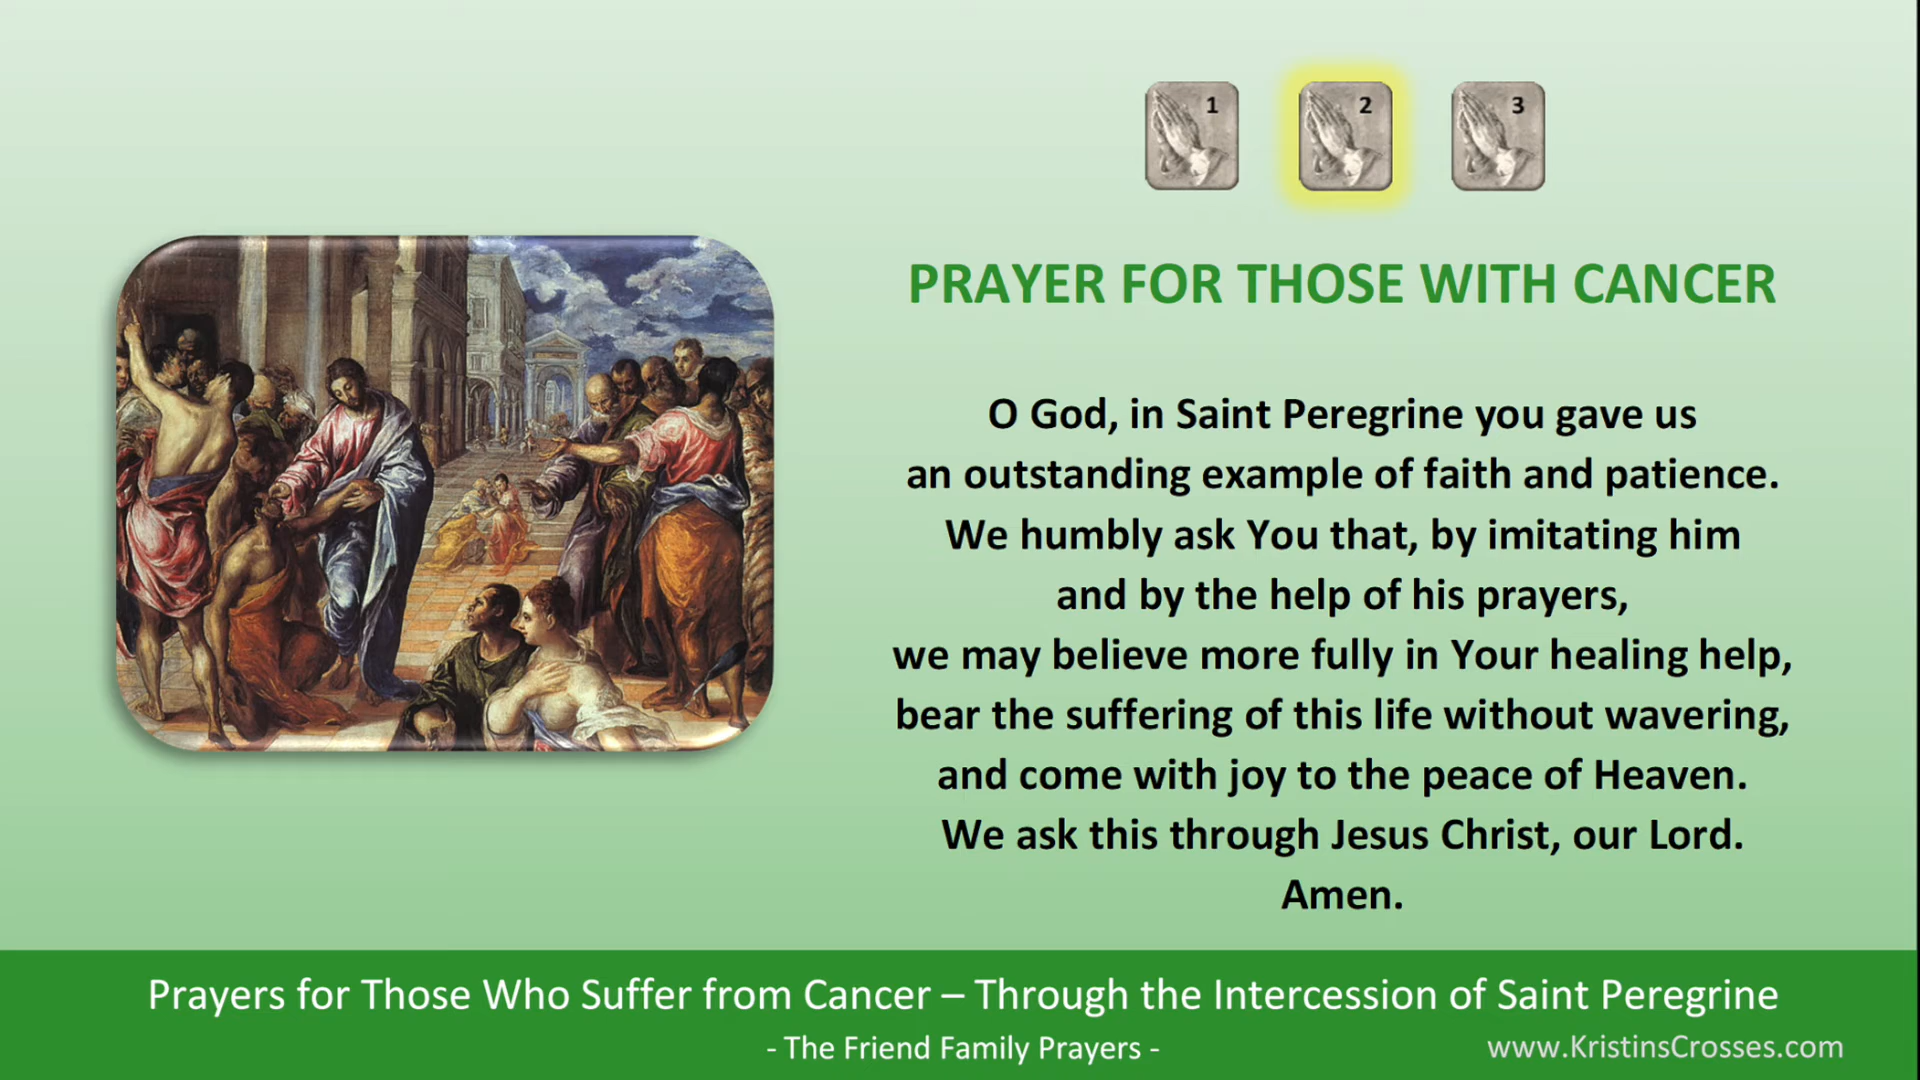 1
2
3
PRAYER FOR THOSE WITH CANCER
O God, in Saint Peregrine you gave us
an outstanding example of faith and patience.
We humbly ask You that, by imitating him
and by the help of his prayers,
we may believe more fully in Your healing help,
bear the suffering of this life without wavering,
and come with joy to the peace of Heaven.
We ask this through Jesus Christ, our Lord.
Amen.
Prayers for Those Who Suffer from Cancer – Through the Intercession of Saint Peregrine
- The Friend Family Prayers -
www.KristinsCrosses.com